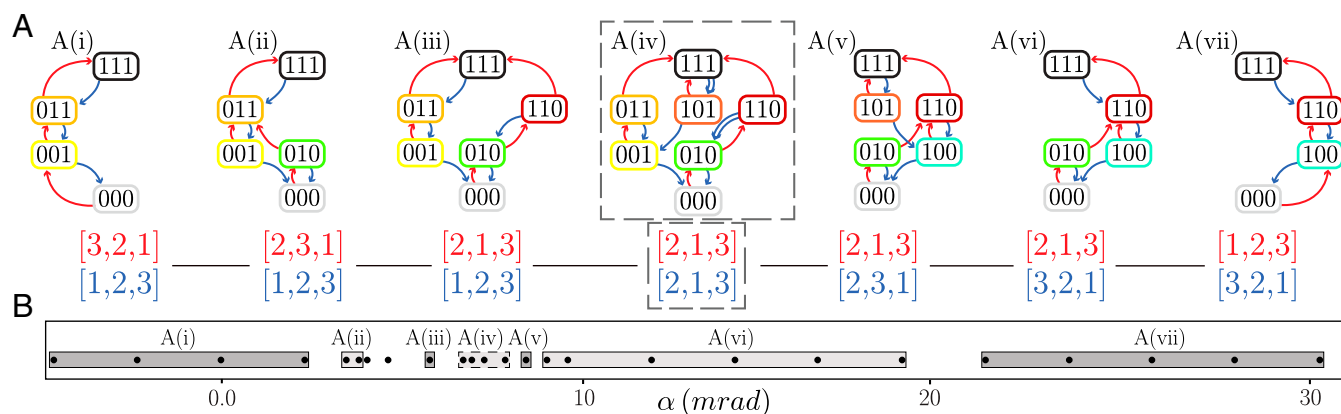 A
A(i) A(ii) A(iii) A(iv) A(v) A(vi) A(vii)
111 111 111 111 111 111 111
011 011 011 110 011 101 110 101 110 110 110
001 001 010 001 010 001 010 010 100 010 100 100
000 000 000 000 000 000 000
[3,2,1] [2,3,1] [2,1,3] [2,1,3] [2,1,3] [2,1,3] [1,2,3]
[1,2,3] [1,2,3] [1,2,3] [2,1,3] [2,3,1] [3,2,1] [3,2,1]
B
A(i) A(ii) A(iii) A(iv) A(v) A(vi) A(vii)
0.0 10 20 30
α (mrad)